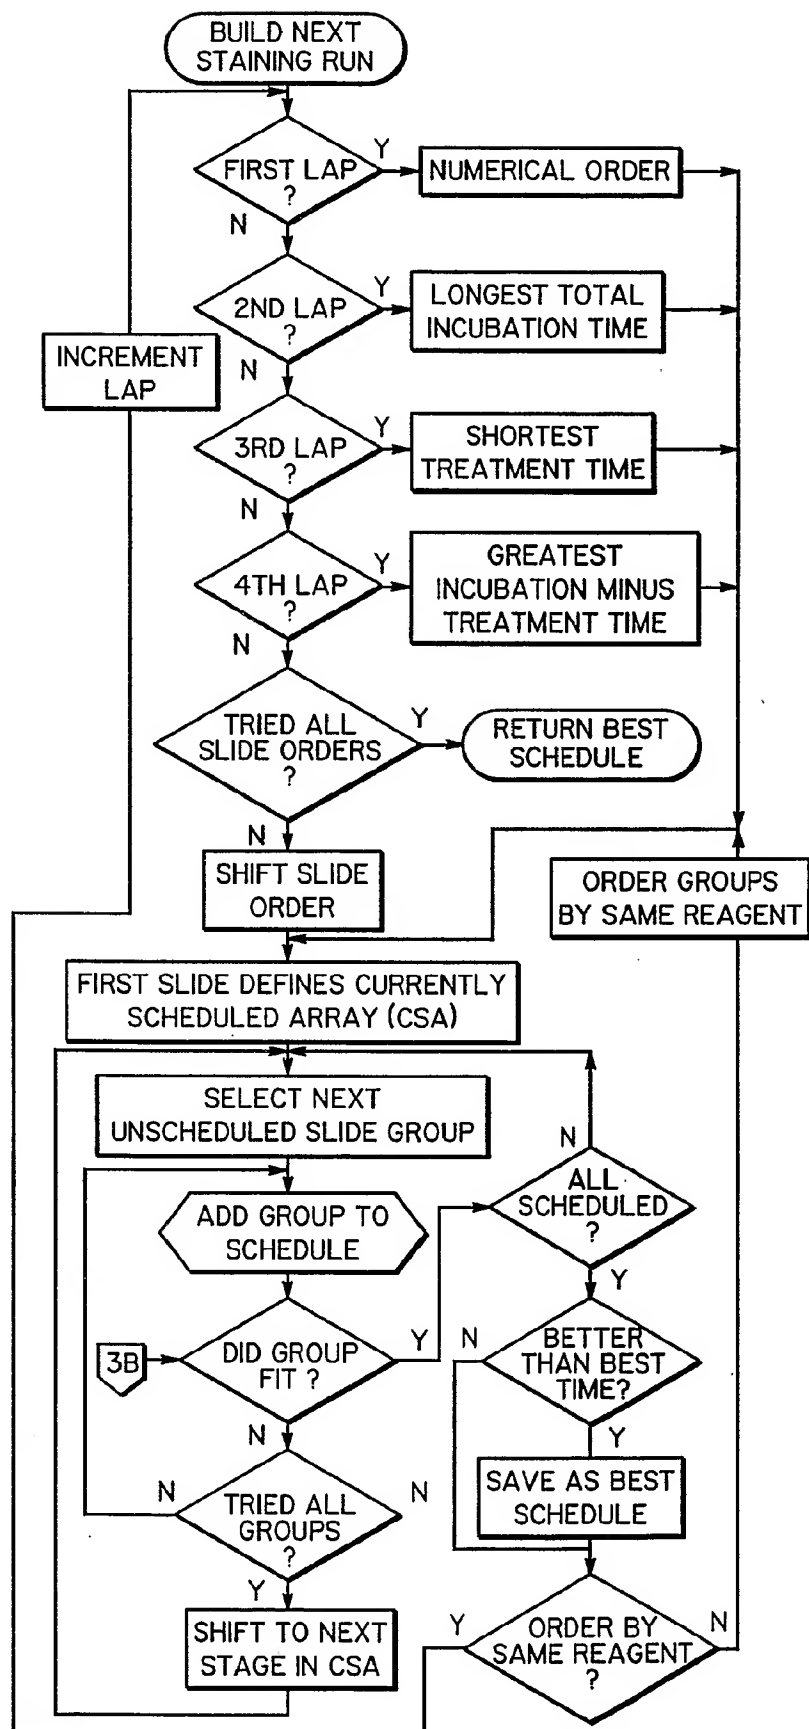 BUILD NEXT
STAINING RUN
FIRST LAP
?
Y
N
NUMERICAL ORDER
2ND LAP
?
Y
N
LONGEST TOTAL
INCUBATION TIME
INCREMENT
LAP
3RD LAP
?
Y
N
SHORTEST
TREATMENT TIME
4TH LAP
?
Y
N
GREATEST
INCUBATION MINUS
TREATMENT TIME
TRIED ALL
SLIDE ORDERS
?
Y
N
RETURN BEST
SCHEDULE
SHIFT SLIDE
ORDER
ORDER GROUPS
BY SAME REAGENT
FIRST SLIDE DEFINES CURRENTLY
SCHEDULED ARRAY (CSA)
SELECT NEXT
UNSCHEDULED SLIDE GROUP
N
ALL
SCHEDULED
?
Y
ADD GROUP TO
SCHEDULE
3B
DID GROUP
FIT ?
Y
N
N
BETTER
THAN BEST
TIME?
Y
N
TRIED ALL
GROUPS
?
N
Y
SAVE AS BEST
SCHEDULE
SHIFT TO NEXT
STAGE IN CSA
Y
ORDER BY
SAME REAGENT
?
N